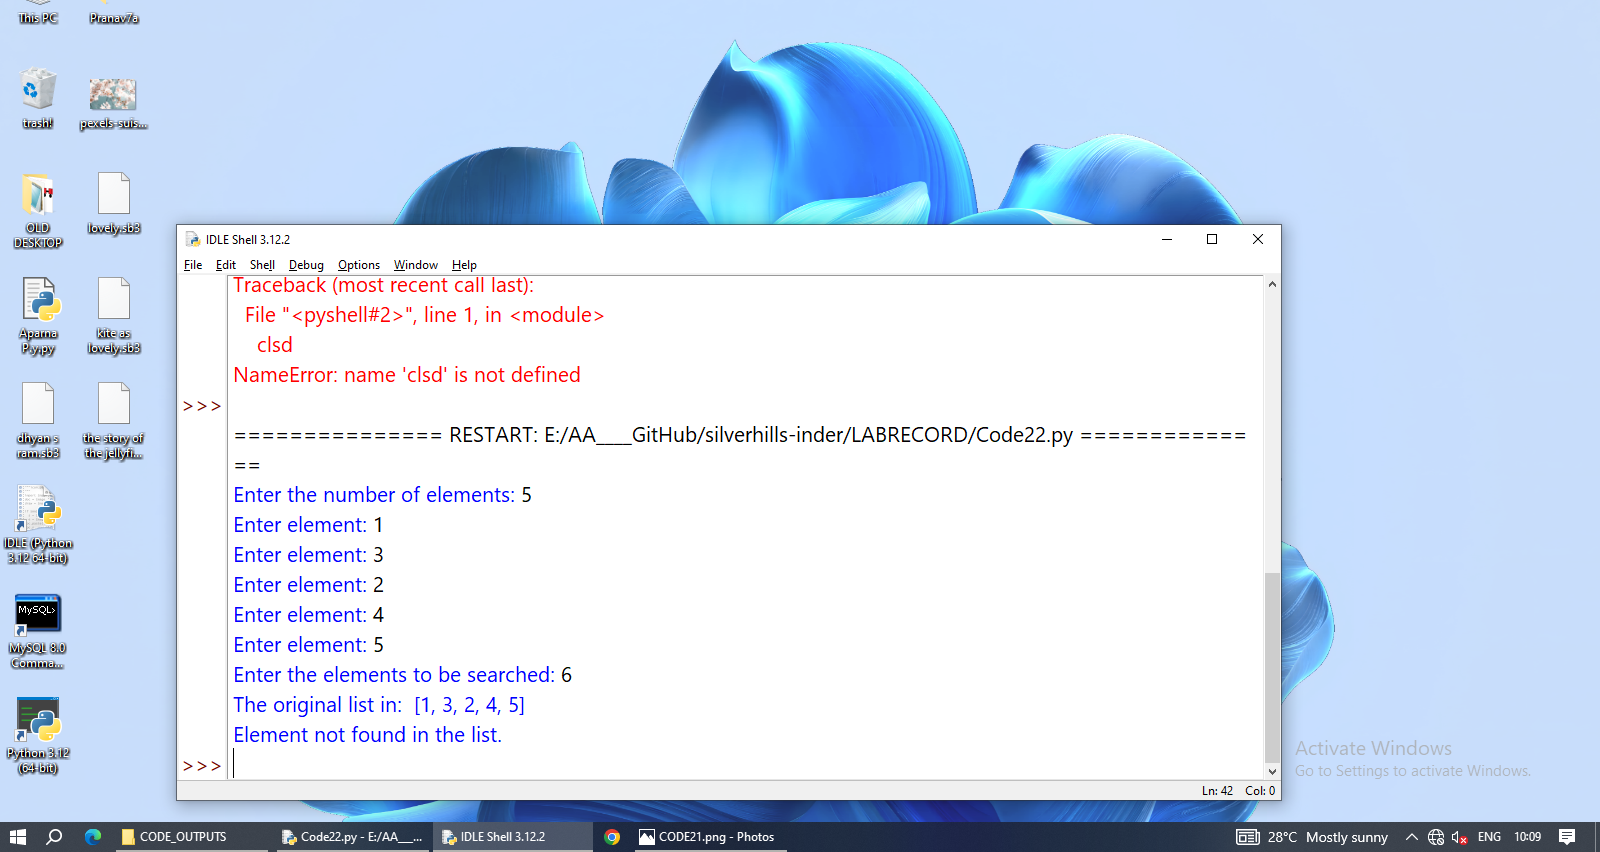 This PC
Pranav7a
trash!
pexels-suis...
OLD
DESKTOP
lovely.sb3
Aparna
P.y.py
kite as
lovely.sb3
dhyan s
ram.sb3
the story of
the jellyfi...
IDLE (Python
3.12 64-bit)
MySQL>
MySQL 8.0
Comma...
Python 3.12
(64-bit)
IDLE Shell 3.12.2
File Edit Shell Debug Options Window Help
Traceback (most recent call last):
File "<pyshell#2>", line 1, in <module>
clsd
NameError: name 'clsd' is not defined
>>>
=============== RESTART: E:/AA____GitHub/silverhills-inder/LABRECORD/Code22.py ============
==
Enter the number of elements: 5
Enter element: 1
Enter element: 3
Enter element: 2
Enter element: 4
Enter element: 5
Enter the elements to be searched: 6
The original list in:  [1, 3, 2, 4, 5]
Element not found in the list.
>>>
Ln: 42 Col: 0
Activate Windows
Go to Settings to activate Windows.
CODE_OUTPUTS
Code22.py - E:/AA___...
IDLE Shell 3.12.2
CODE21.png - Photos
28°C Mostly sunny
ENG
10:09